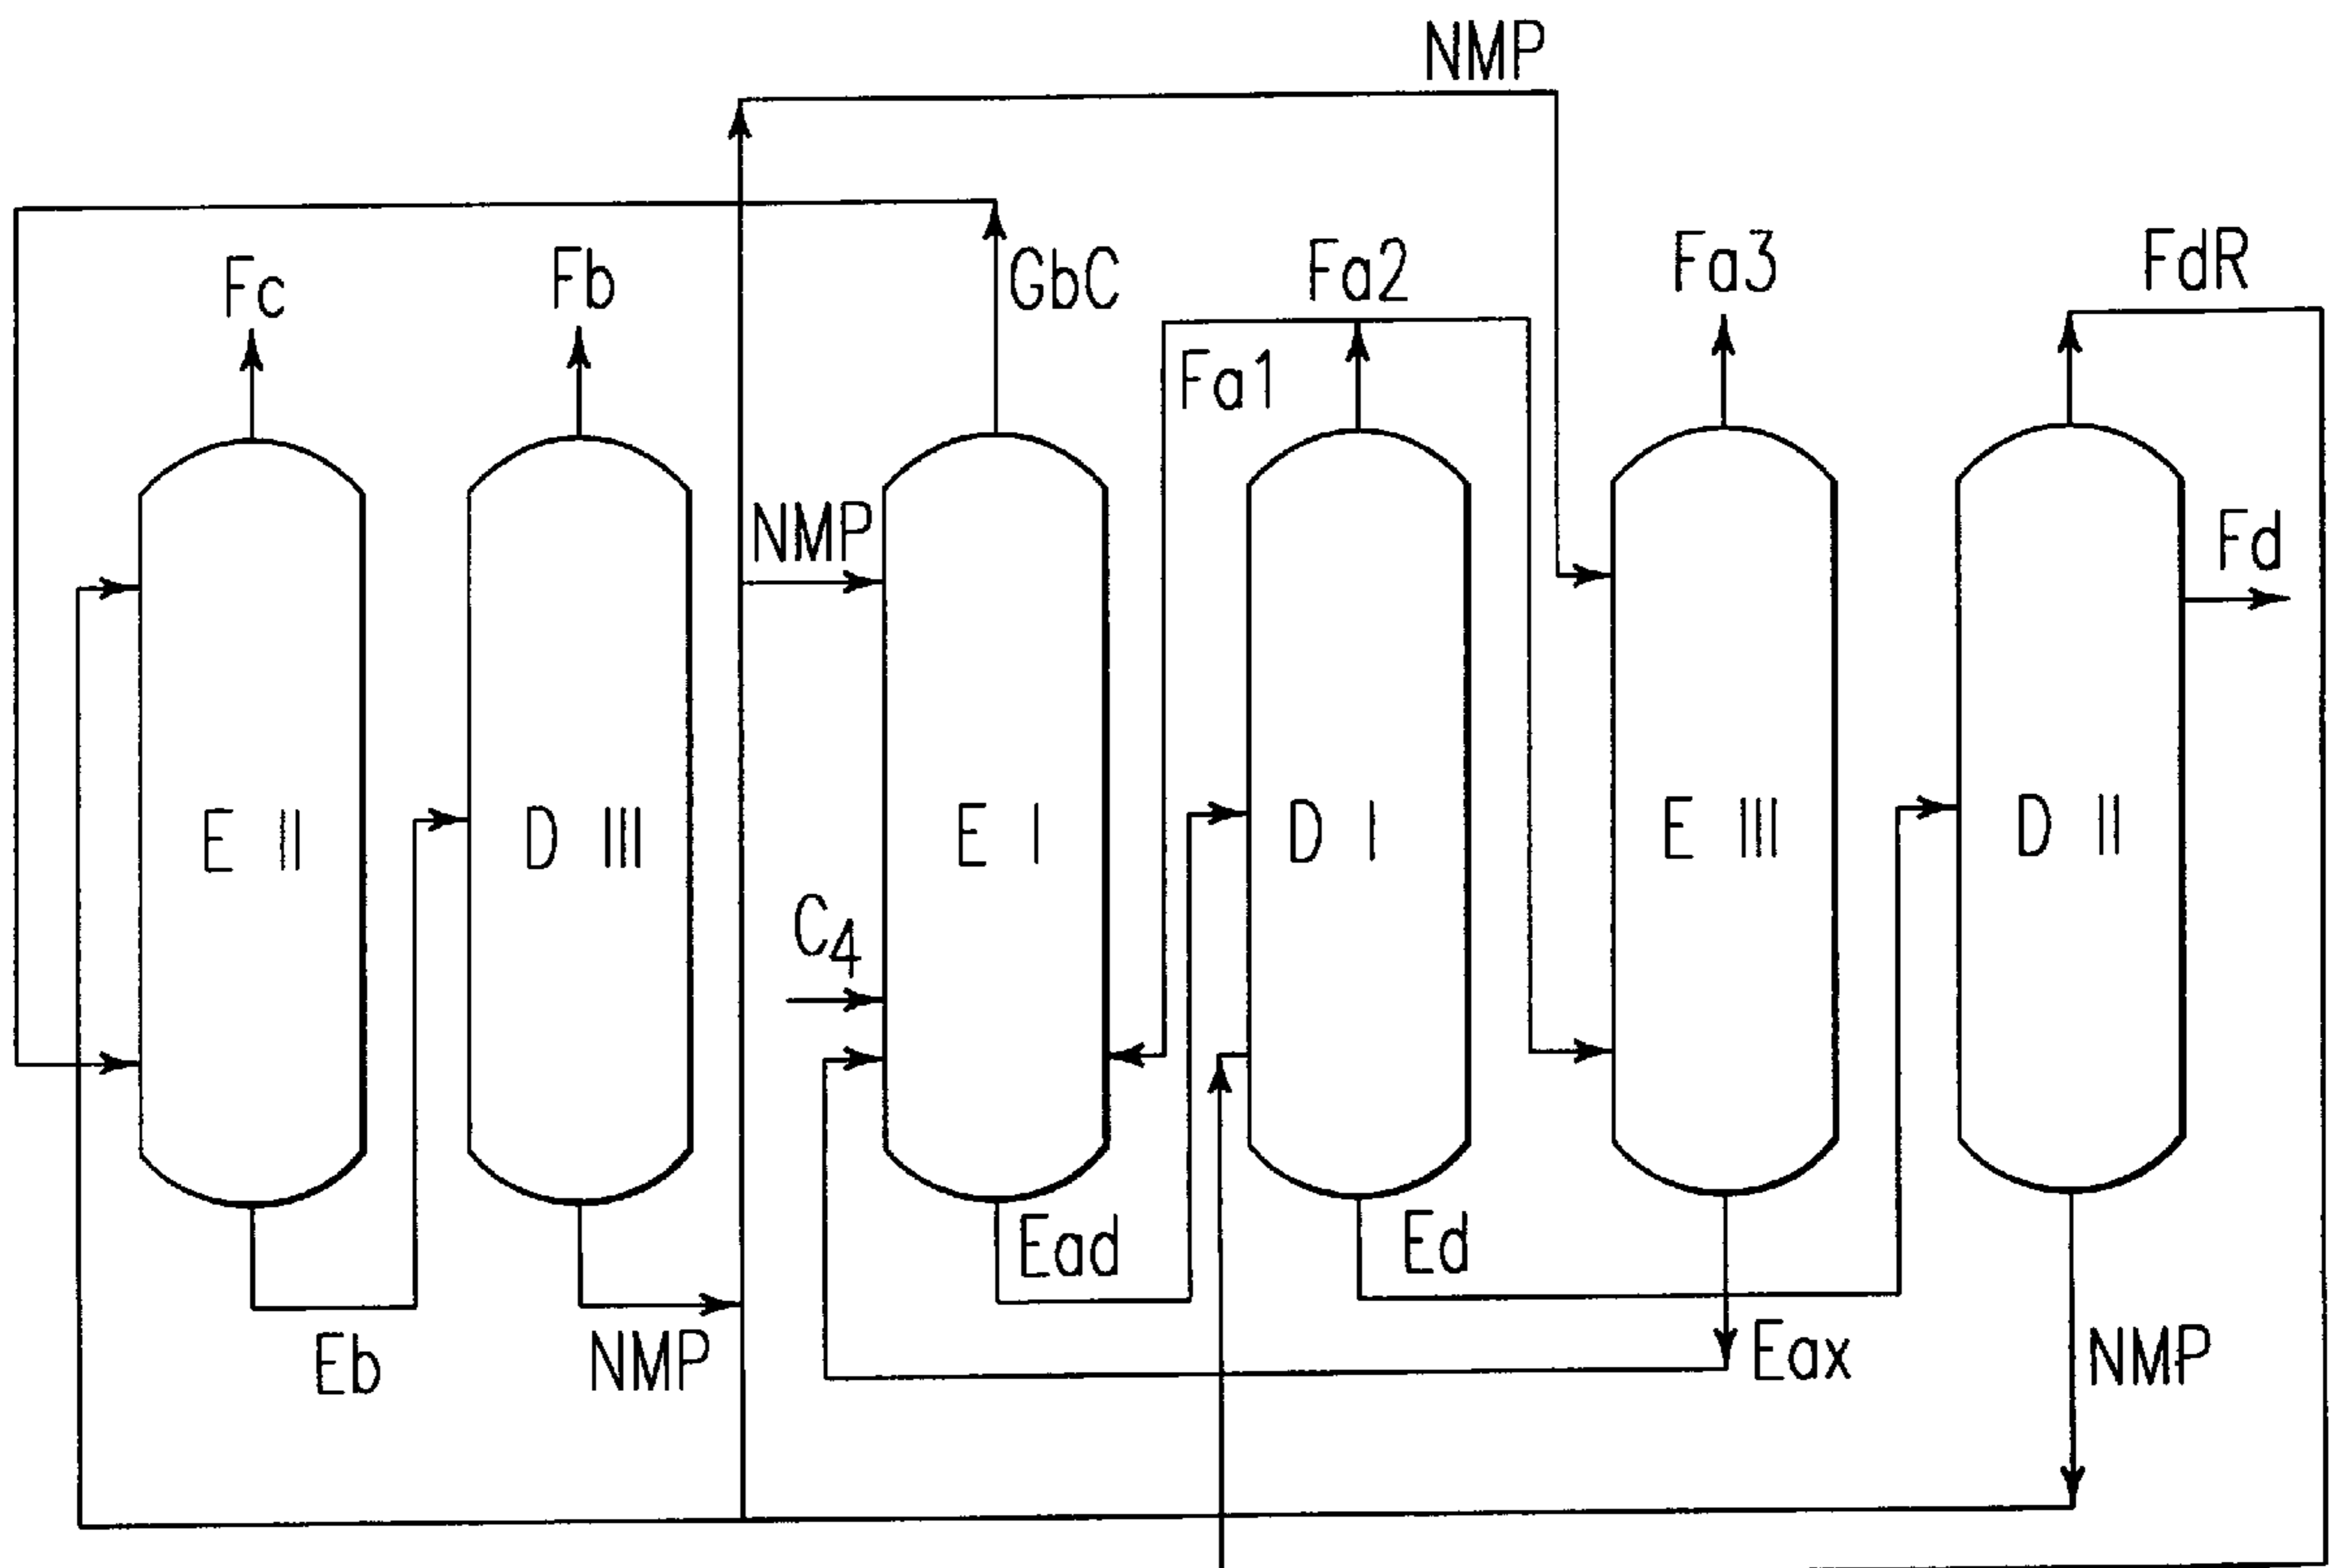 NMP
GbC
Fc
Fb
Fa2
Fa3
FdR
Fa1
NMP
Fd
E II
D III
E I
D I
E III
D II
C4
Ead
Ed
Eb
NMP
Eax
NMP